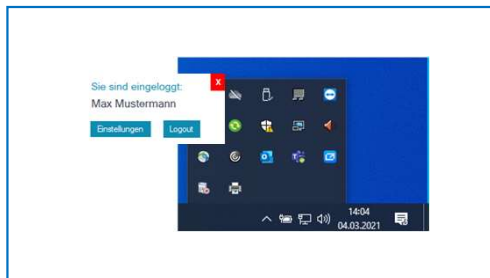 Sie sind eingeloggt:
X
Max Mustermann
Einstellungen Logout
14:04
04.03.2021